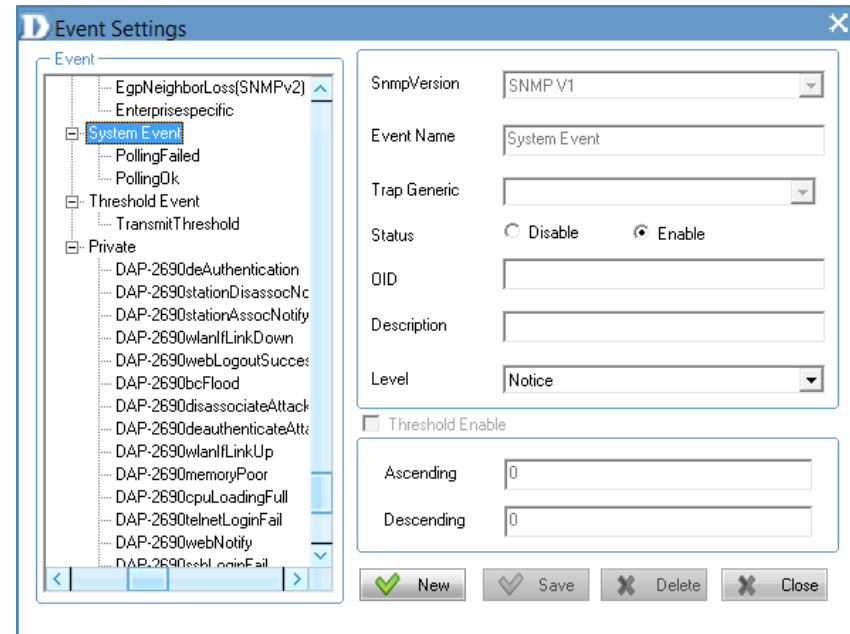 Event Settings
Event
EgpNeighborLoss(SNMPv2)
Enterprisespecific
System Event
PollingFailed
PollingOk
Threshold Event
TransmitThreshold
Private
DAP-2690deAuthentication
DAP-2690stationDisassocNo
DAP-2690stationAssocNotify
DAP-2690wlanIfLinkDown
DAP-2690webLogoutSucces
DAP-2690bcFlood
DAP-2690disassociateAttack
DAP-2690deauthenticateAtta
DAP-2690wlanIfLinkUp
DAP-2690memoryPoor
DAP-2690cpuLoadingFull
DAP-2690telnetLoginFail
DAP-2690webNotify
DAP-2690sshLoginFail
SnmpVersion SNMP V1
Event Name System Event
Trap Generic
Status Disable Enable
OID
Description
Level Notice
Threshold Enable
Ascending 0
Descending 0
New Save Delete Close